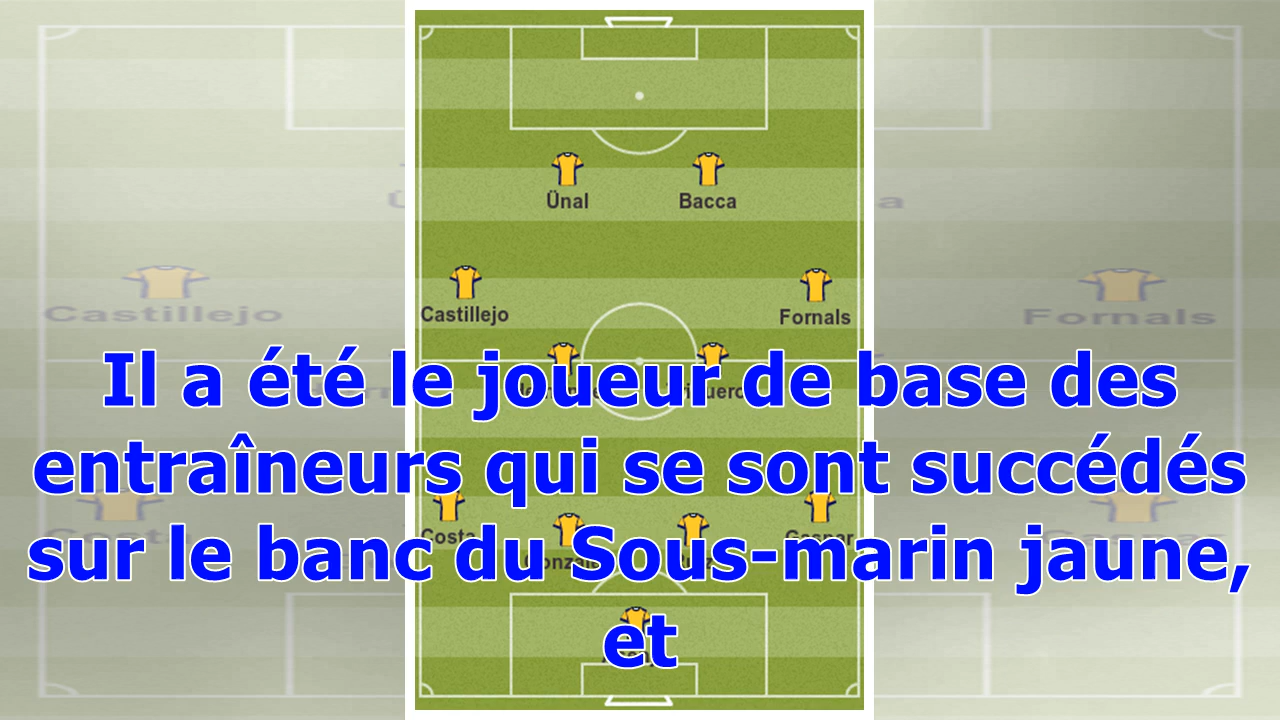 Ünal Bacca
Castillejo Fornals
Il a été le joueur de base des
entraîneurs qui se sont succédés
sur le banc du Sous-marin jaune,
et
Costa Gaspar